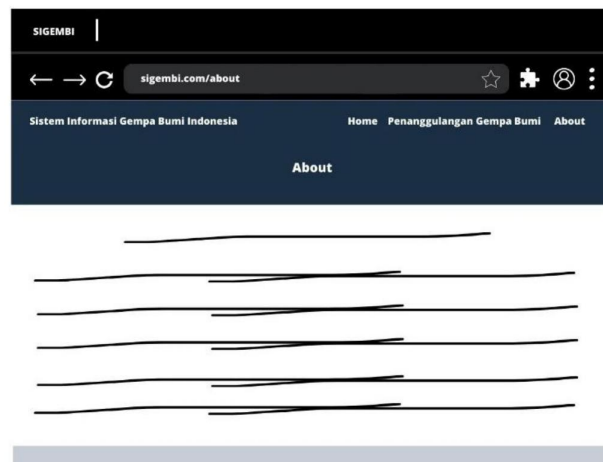 SIGEMBI
sigembi.com/about
Sistem Informasi Gempa Bumi Indonesia Home Penanggulangan Gempa Bumi About
About